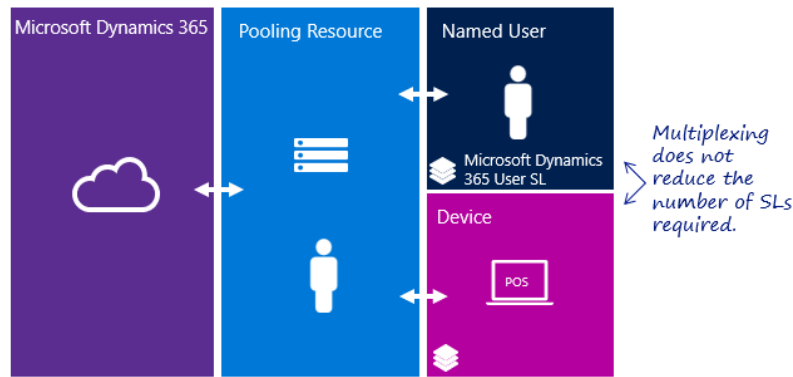 Microsoft Dynamics 365
Pooling Resource
Named User
Microsoft Dynamics
365 User SL
Device
POS
Multiplexing
does not
reduce the
number of SLs
required.